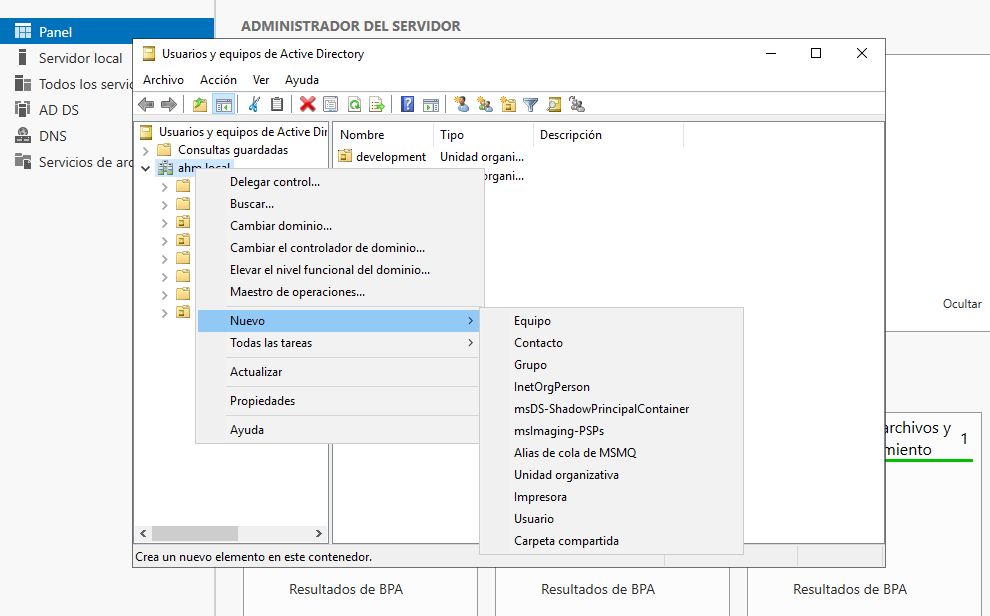 ADMINISTRADOR DEL SERVIDOR
Panel
Servidor local
Todos los servic
AD DS
DNS
Servicios de arc
Usuarios y equipos de Active Directory
Archivo Acción Ver Ayuda
Usuarios y equipos de Active Dir
Consultas guardadas
ahm.local
Nombre Tipo Descripción
development Unidad organi...
organi...
Delegar control...
Buscar...
Cambiar dominio...
Cambiar el controlador de dominio...
Elevar el nivel funcional del dominio...
Maestro de operaciones...
Nuevo
Todas las tareas
Actualizar
Propiedades
Ayuda
Equipo
Contacto
Grupo
InetOrgPerson
msDS-ShadowPrincipalContainer
msImaging-PSPs
Alias de cola de MSMQ
Unidad organizativa
Impresora
Usuario
Carpeta compartida
Crea un nuevo elemento en este contenedor.
Ocultar
archivos y
miento
1
Resultados de BPA
Resultados de BPA
Resultados de BPA